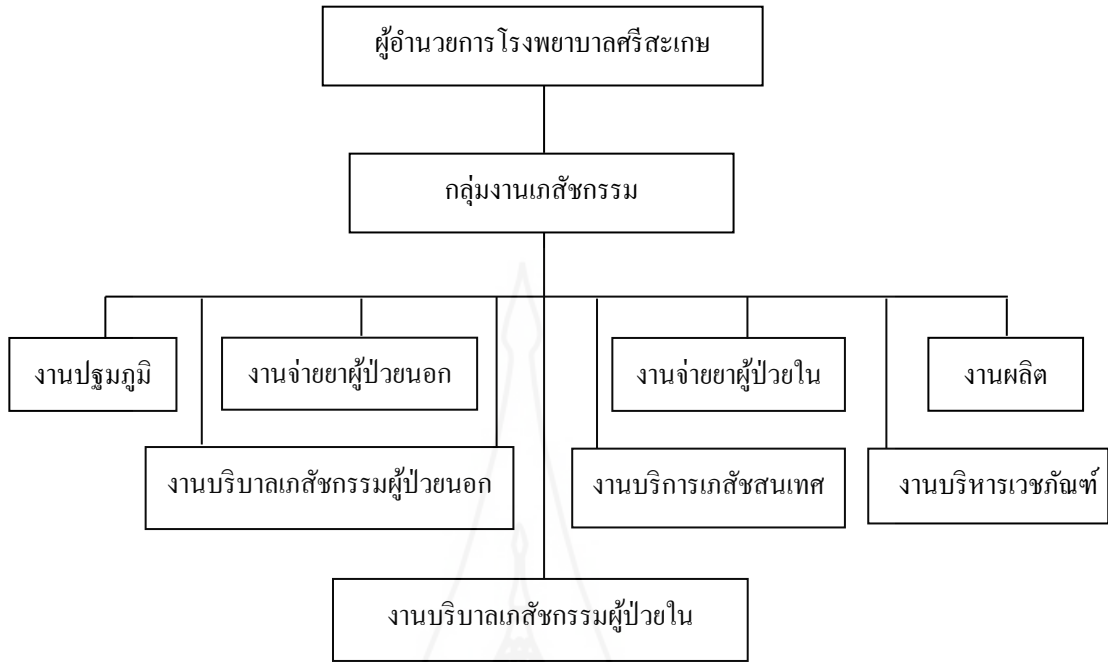 ผู้อำนวยการโรงพยาบาลศรีสะเกษ
กลุ่มงานเภสัชกรรม
งานปฐมภูมิ
งานจ่ายยาผู้ป่วยนอก
งานจ่ายยาผู้ป่วยใน
งานผลิต
งานบริบาลเภสัชกรรมผู้ป่วยนอก
งานบริการเภสัชสนเทศ
งานบริหารเวชภัณฑ์
งานบริบาลเภสัชกรรมผู้ป่วยใน